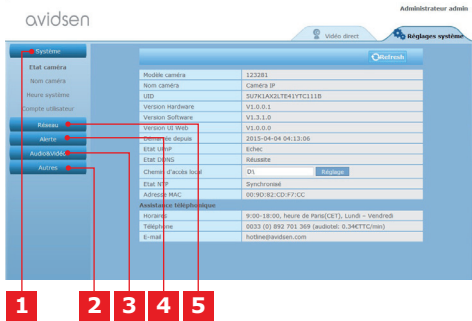 Administrateur admin
avidsen
Vidéo direct
Réglages système
Système
Refresh
Etat caméra
Nom caméra
Heure système
Compte utilisateur
Réseau
Alerte
Audio&Vidéo
Autres
Modèle caméra 123281
Nom caméra Caméra IP
UID 5U7K1AX2LTE41YTC111B
Version Hardware V1.0.0.1
Version Software V1.3.1.0
Version UI Web V1.0.0.0
Démarrée depuis 2015-04-04 04:13:06
Etat UPnP Echec
Etat DDNS Réussite
Chemin d'accès local D:\ Réglage
Etat NTP Synchronisé
Adresse MAC 00:9D:82:CD:F7:CC
Assistance téléphonique
Horaires 9:00-18:00, heure de Paris(CET), Lundi ~ Vendredi
Téléphone 0033 (0) 892 701 369 (audiotel: 0.34€TTC/min)
E-mail hotline@avidsen.com
1 2 3 4 5